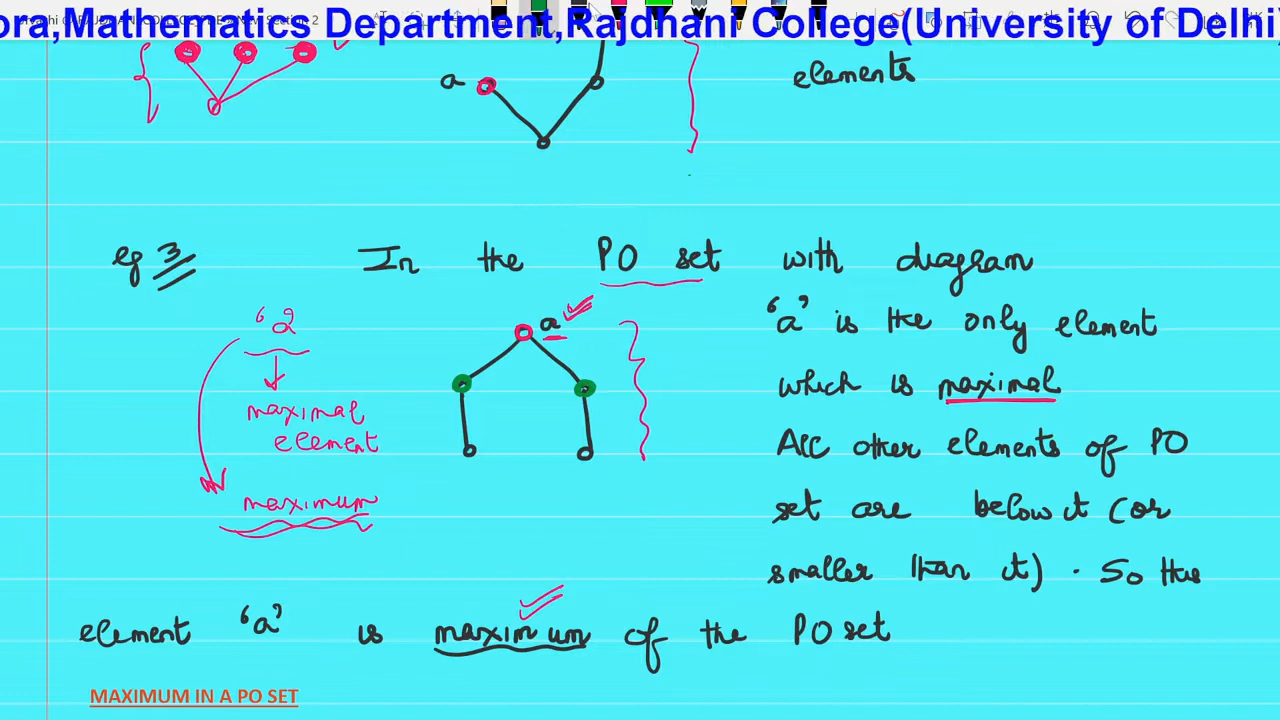 ora,Mathematics Department,Rajdhani College(University of Delhi)
a
elements
eg 3
In the PO set with diagram
'a'
maximal
element
maximum
a
'a' is the only element
which is maximal
All other elements of PO
set are below it (or
smaller than it). So this
element 'a' is maximum of the PO set
MAXIMUM IN A PO SET